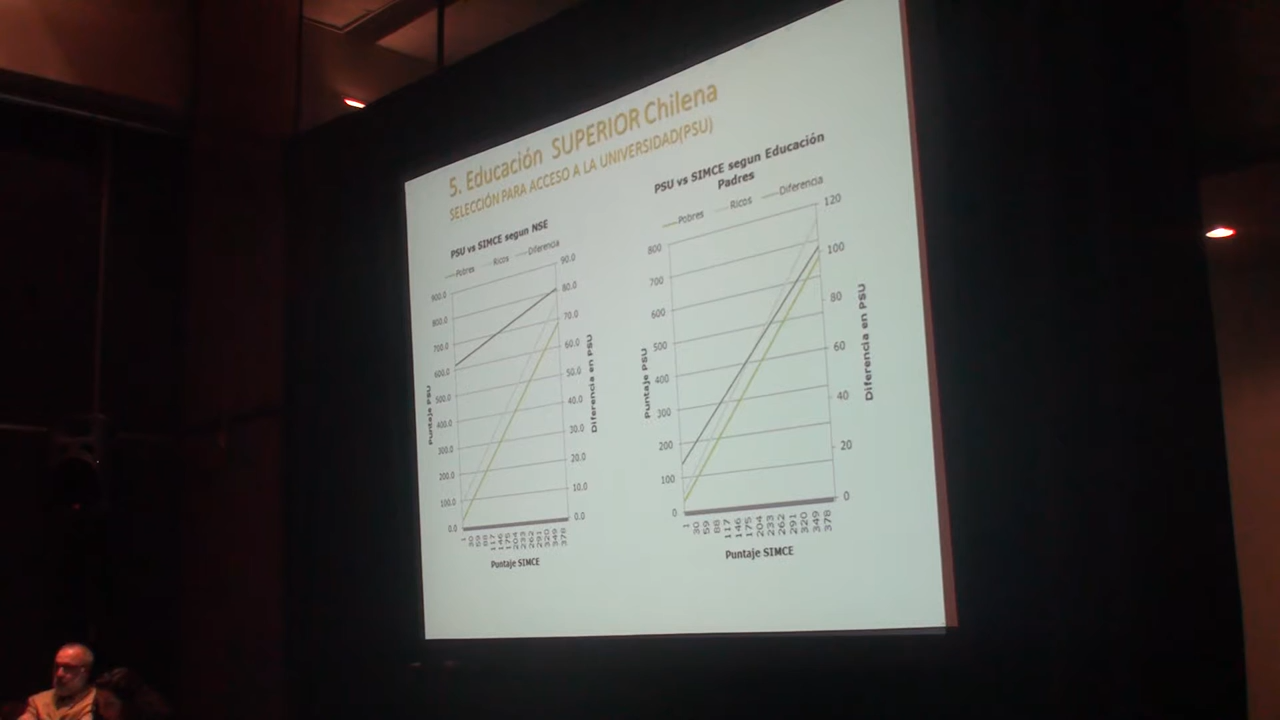 5. Educación SUPERIOR Chilena
SELECCIÓN PARA ACCESO A LA UNIVERSIDAD(PSU)
PSU vs SIMCE segun NSE
Pobres Ricos Diferencia
900.0
800.0
700.0
600.0
500.0
400.0
300.0
200.0
100.0
0.0
Puntaje PSU
90.0
80.0
70.0
60.0
50.0
40.0
30.0
20.0
10.0
0.0
Diferencia en PSU
1 30 59 88 117 146 175 204 233 262 291 320 349 378
Puntaje SIMCE
PSU vs SIMCE segun Educación
Padres
Pobres Ricos Diferencia
800
700
600
500
400
300
200
100
0
Puntaje PSU
120
100
80
60
40
20
0
Diferencia en PSU
1 30 59 88 117 146 175 204 233 262 291 320 349 378
Puntaje SIMCE